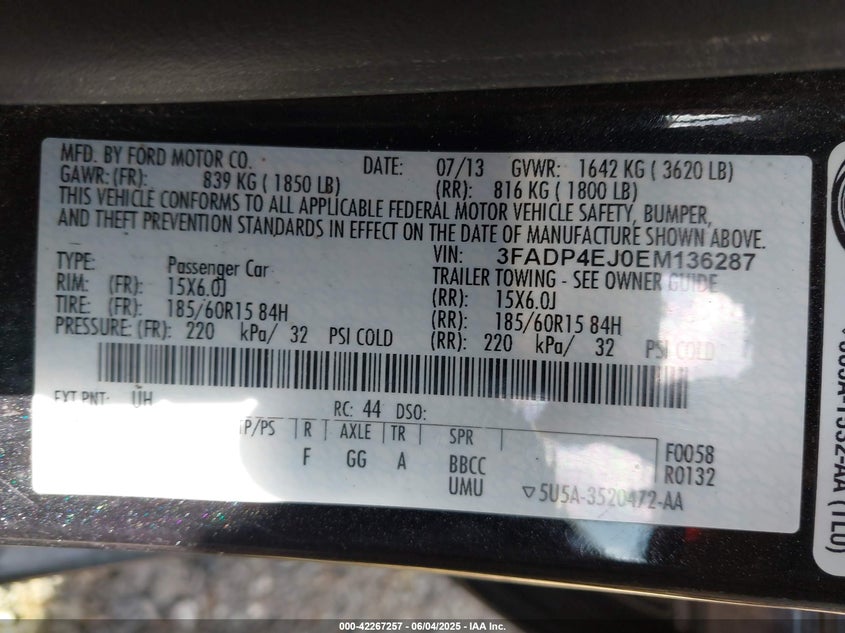 MFD. BY FORD MOTOR CO. DATE: 07/13 GVWR: 1642 KG ( 3620 LB)
GAWR: (FR): 839 KG ( 1850 LB) (RR): 816 KG ( 1800 LB)
THIS VEHICLE CONFORMS TO ALL APPLICABLE FEDERAL MOTOR VEHICLE SAFETY, BUMPER,
AND THEFT PREVENTION STANDARDS IN EFFECT ON THE DATE OF MANUFACTURE SHOWN ABOVE.
VIN: 3FADP4EJ0EM136287
TYPE: Passenger Car TRAILER TOWING - SEE OWNER GUIDE
RIM: (FR): 15X6.0J (RR): 15X6.0J
TIRE: (FR): 185/60R15 84H (RR): 185/60R15 84H
PRESSURE: (FR): 220 kPa/ 32 PSI COLD (RR): 220 kPa/ 32 PSI COLD
EXT PNT: UH RC: 44 DSO:
TP/PS R AXLE TR SPR F0058
F GG A BBCC R0132
UMU ▽5U5A-3520472-AA
000-42267257 - 06/04/2025 - IAA Inc.